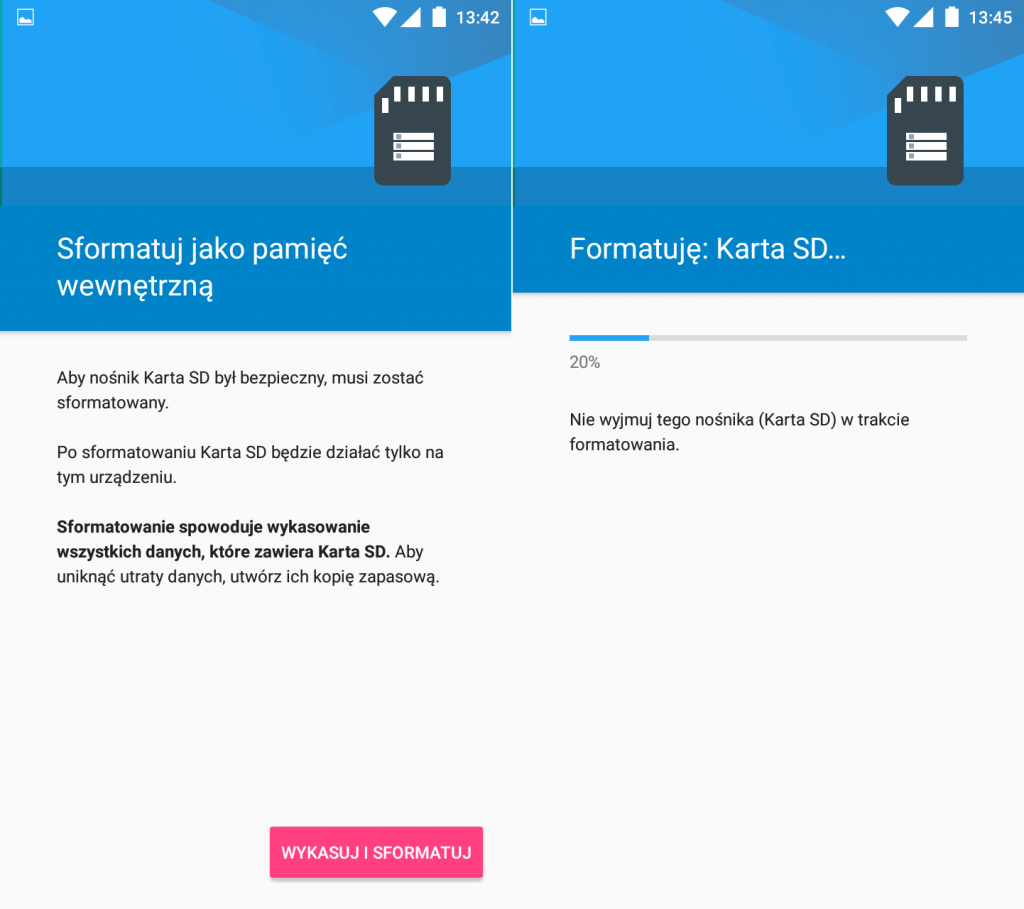 13:42
Sformatuj jako pamięć
wewnętrzną
Aby nośnik Karta SD był bezpieczny, musi zostać
sformatowany.
Po sformatowaniu Karta SD będzie działać tylko na
tym urządzeniu.
Sformatowanie spowoduje wykasowanie
wszystkich danych, które zawiera Karta SD. Aby
uniknąć utraty danych, utwórz ich kopię zapasową.
WYKASUJ I SFORMATUJ
13:45
Formatuję: Karta SD…
20%
Nie wyjmuj tego nośnika (Karta SD) w trakcie
formatowania.